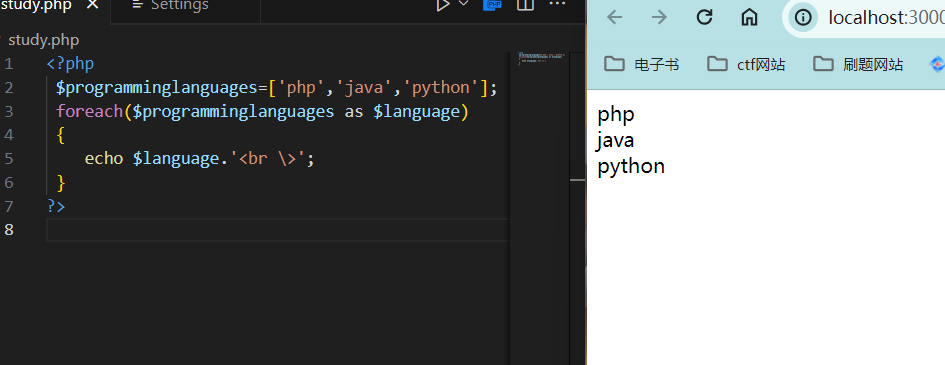 study.php
Settings
PHP
study.php
1 <?php
2 $programminglanguages=['php','java','python'];
3 foreach($programminglanguages as $language)
4 {
5 echo $language.'<br \>';
6 }
7 ?>
8
localhost:3000
电子书 ctf网站 刷题网站
php
java
python